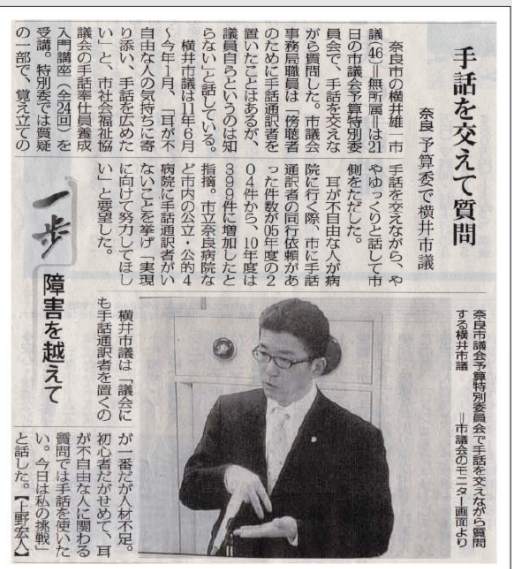 手話を交えて質問
奈良 予算委で横井市議
奈良市の横井雄一市
議(46)=無所属=は21
日の市議会予算特別委
員会で、手話を交えな
がら質問した。市議会
事務局職員は「傍聴者
のために手話通訳者を
置いたことはあるが、
議員自らというのは知
らない」と話している。
横井市議は11年6月
～今年1月、「耳が不
自由な人の気持ちに寄
り添い、手話を広めた
い」と、市社会福祉協
議会の手話奉仕員養成
入門講座(全24回)を
受講。特別委では質疑
の一部で、覚え立ての
手話を交えながら、や
やゆっくりと話して市
側をただした。
耳が不自由な人が病
院に行く際、市に手話
通訳者の同行依頼があ
った件数が05年度の2
04件から、10年度は
399件に増加したと
指摘。市立奈良病院な
ど市内の公立・公的4
病院に手話通訳者がい
ないことを挙げ「実現
に向けて努力してほし
い」と要望した。
一歩
障害を越えて
横井市議は「議会に
も手話通訳者を置くの
が一番だが人材不足。
初心者だがせめて、耳
が不自由な人に関わる
質問では手話を使いた
い。今日は私の挑戦」
と話した。【上野宏人】
奈良市議会予算特別委員会で手話を交えながら質問
する横井市議 =市議会のモニター画面より